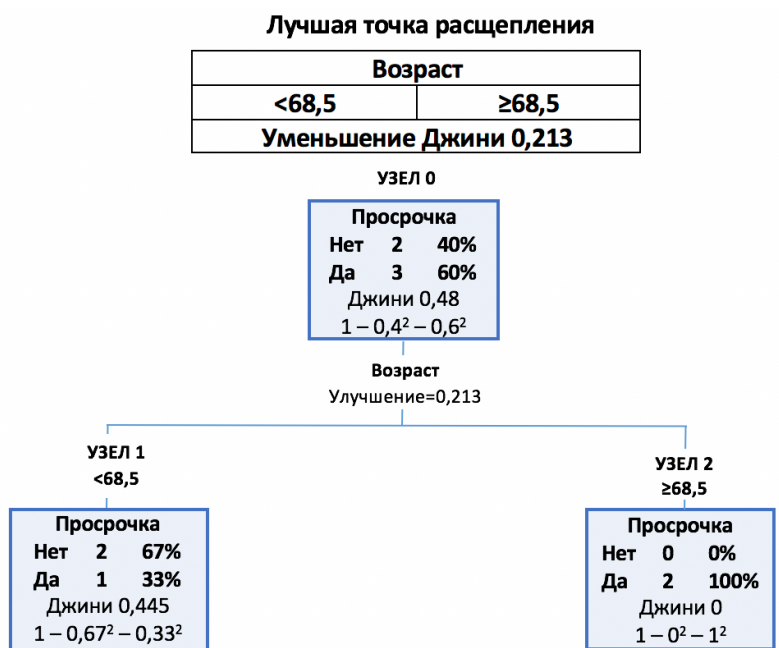 Лучшая точка расщепления
Возраст
<68,5 ≥68,5
Уменьшение Джини 0,213
УЗЕЛ 0
Просрочка
Нет 2 40%
Да 3 60%
Джини 0,48
1 – 0,4² – 0,6²
Возраст
Улучшение=0,213
УЗЕЛ 1
<68,5
Просрочка
Нет 2 67%
Да 1 33%
Джини 0,445
1 – 0,67² – 0,33²
УЗЕЛ 2
≥68,5
Просрочка
Нет 0 0%
Да 2 100%
Джини 0
1 – 0² – 1²